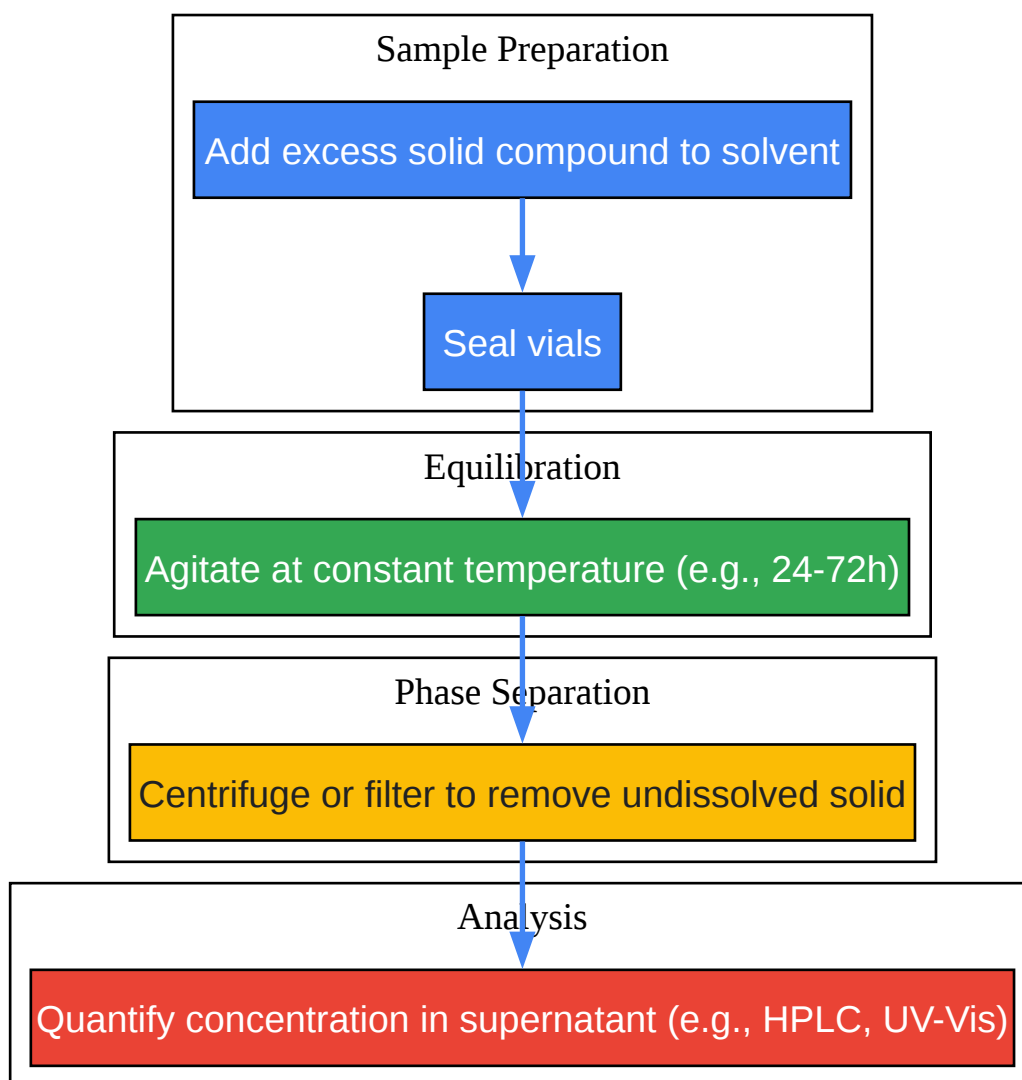 Sample Preparation
Add excess solid compound to solvent
Seal vials
Equilibration
Agitate at constant temperature (e.g., 24-72h)
Phase Separation
Centrifuge or filter to remove undissolved solid
Analysis
Quantify concentration in supernatant (e.g., HPLC, UV-Vis)